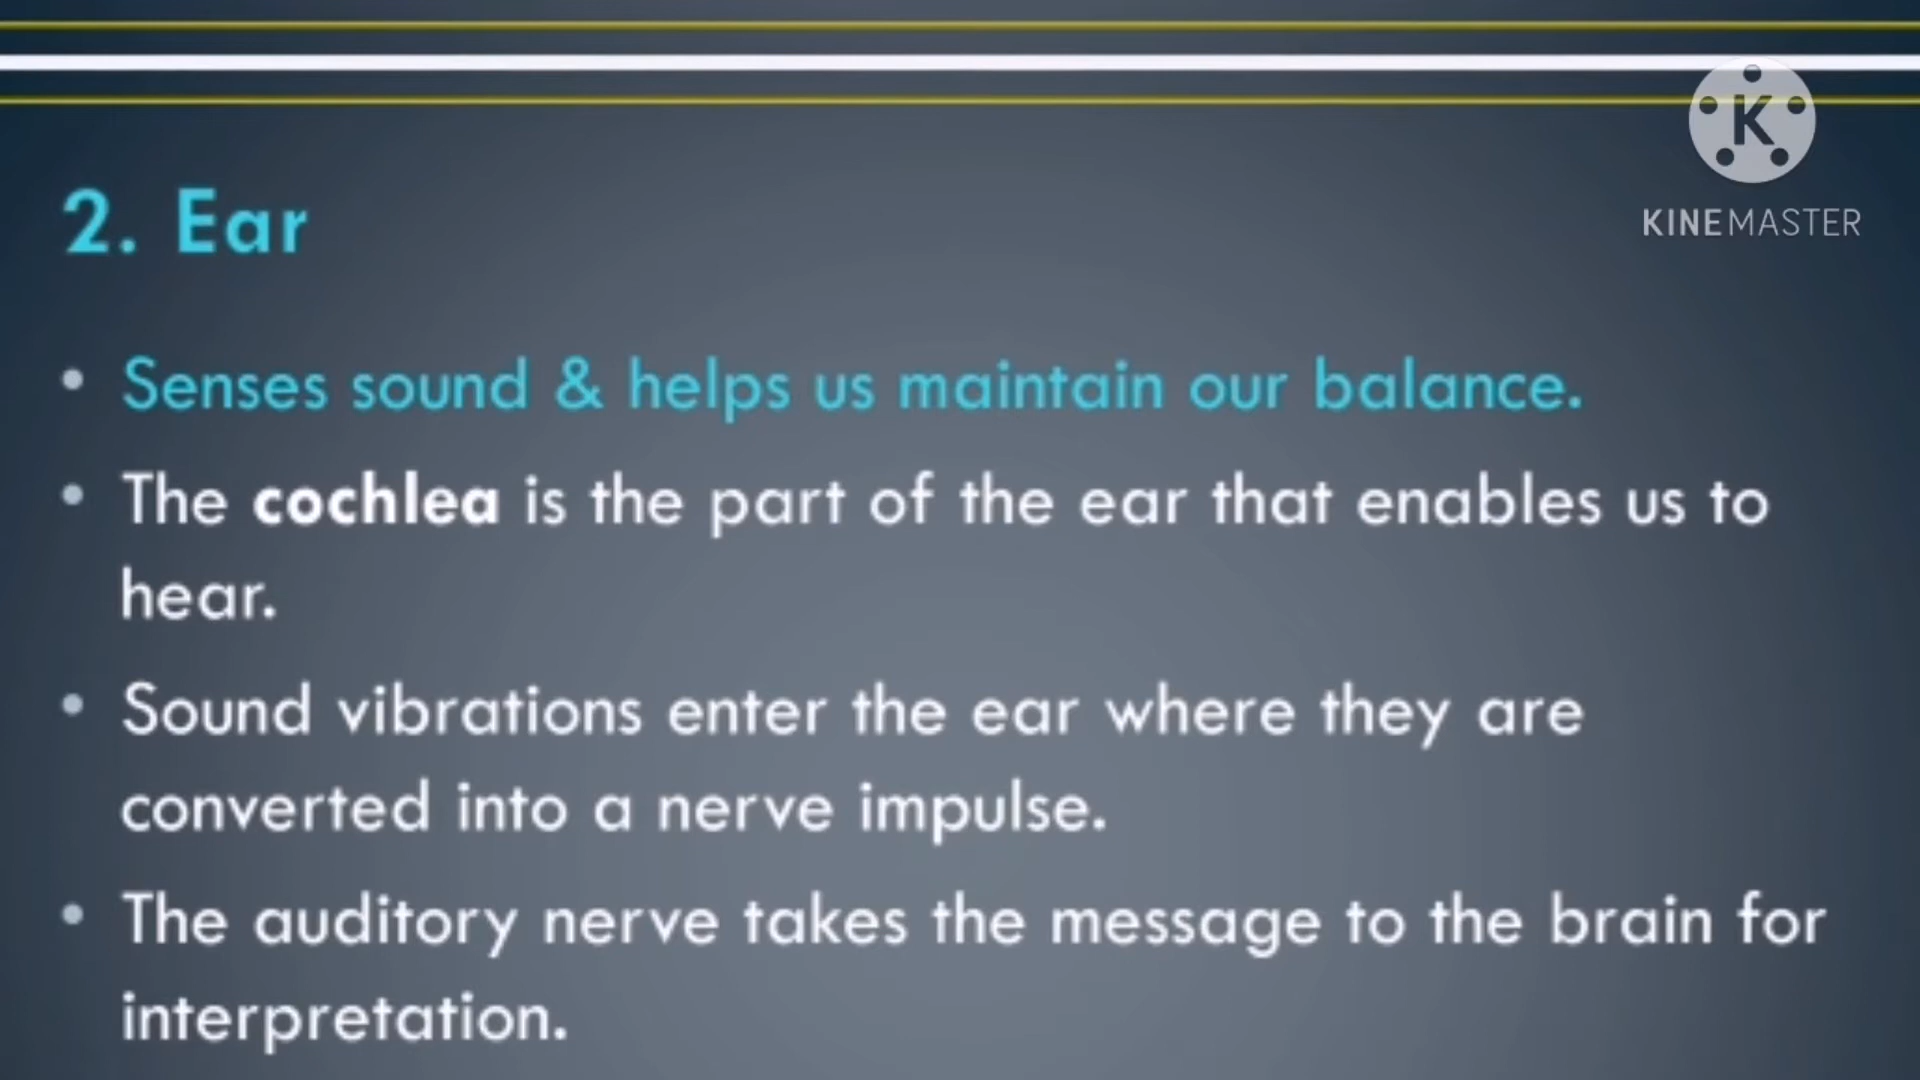 K
KINEMASTER
2. Ear
• Senses sound & helps us maintain our balance.
• The cochlea is the part of the ear that enables us to
hear.
• Sound vibrations enter the ear where they are
converted into a nerve impulse.
• The auditory nerve takes the message to the brain for
interpretation.